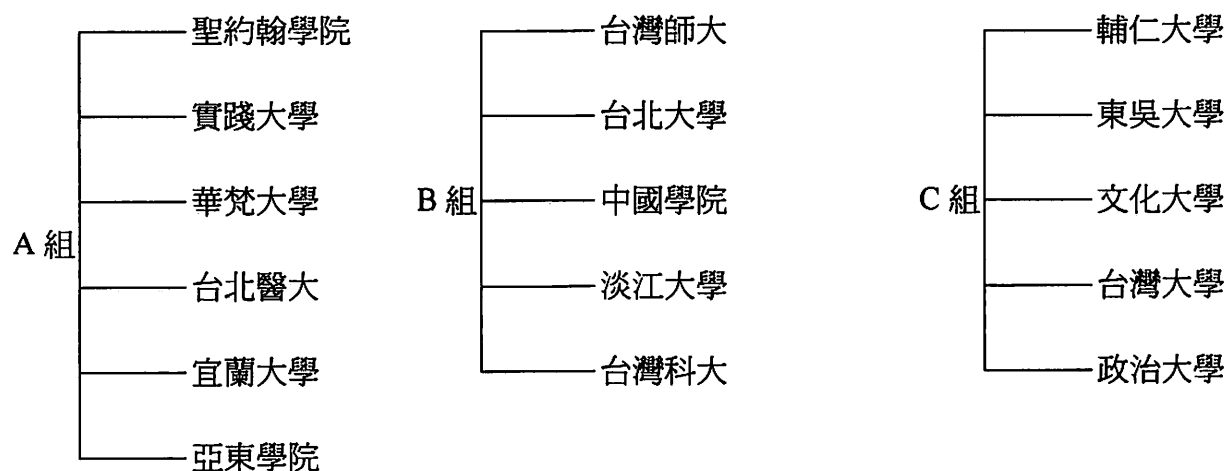 A 組
聖約翰學院
實踐大學
華梵大學
台北醫大
宜蘭大學
亞東學院
B 組
台灣師大
台北大學
中國學院
淡江大學
台灣科大
C 組
輔仁大學
東吳大學
文化大學
台灣大學
政治大學